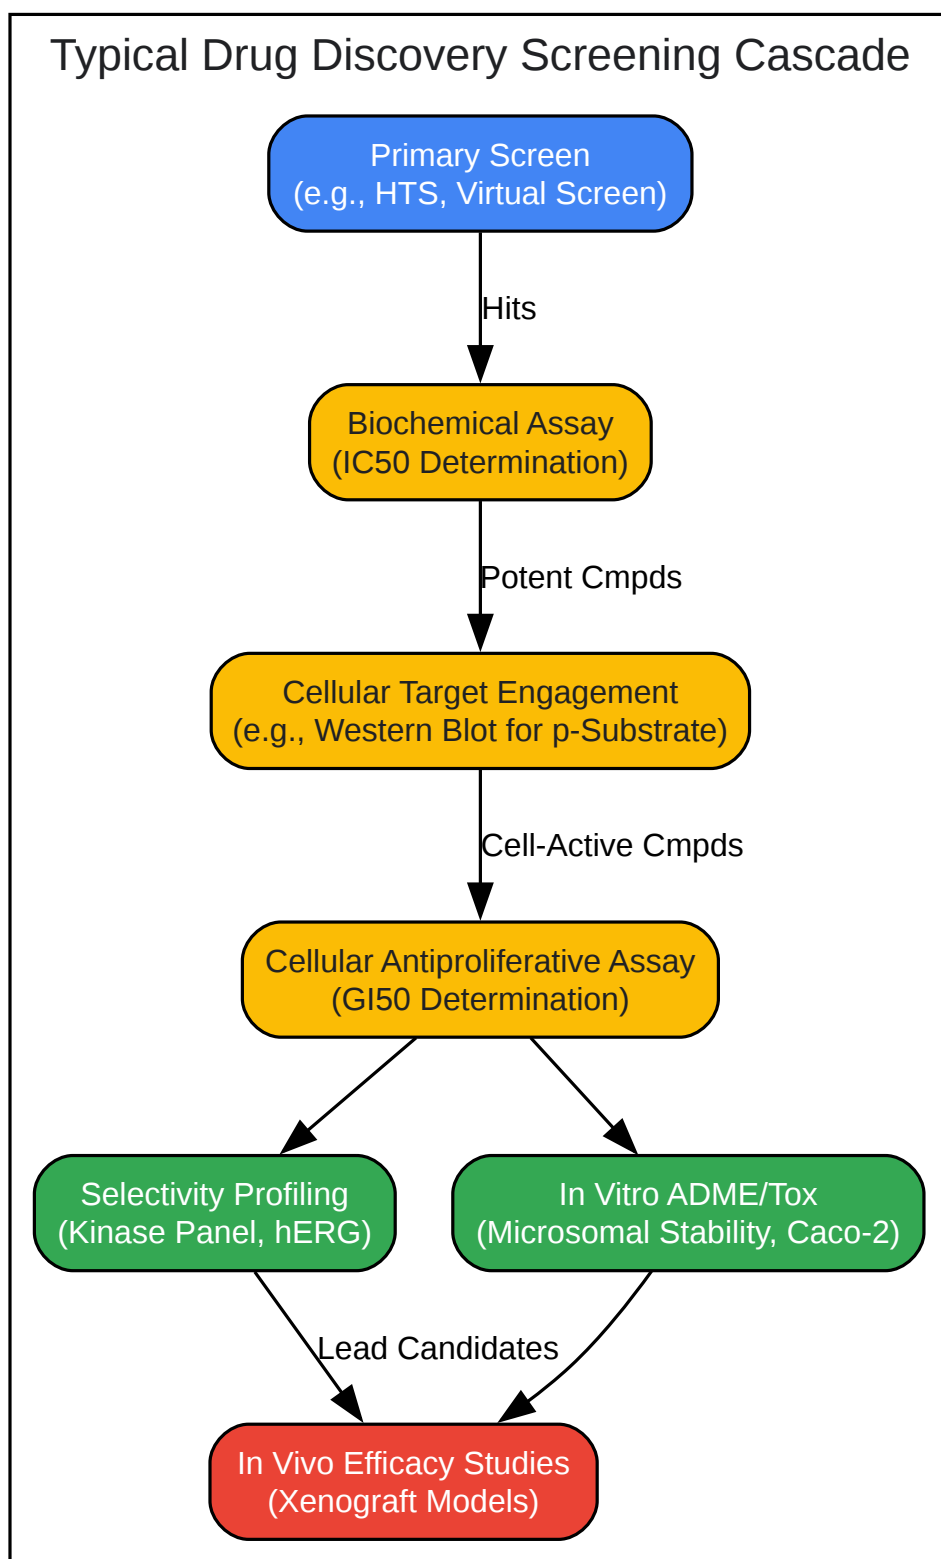 Typical Drug Discovery Screening Cascade
Primary Screen
(e.g., HTS, Virtual Screen)
Hits
Biochemical Assay
(IC50 Determination)
Potent Cmpds
Cellular Target Engagement
(e.g., Western Blot for p-Substrate)
Cell-Active Cmpds
Cellular Antiproliferative Assay
(GI50 Determination)
Selectivity Profiling
(Kinase Panel, hERG)
In Vitro ADME/Tox
(Microsomal Stability, Caco-2)
Lead Candidates
In Vivo Efficacy Studies
(Xenograft Models)